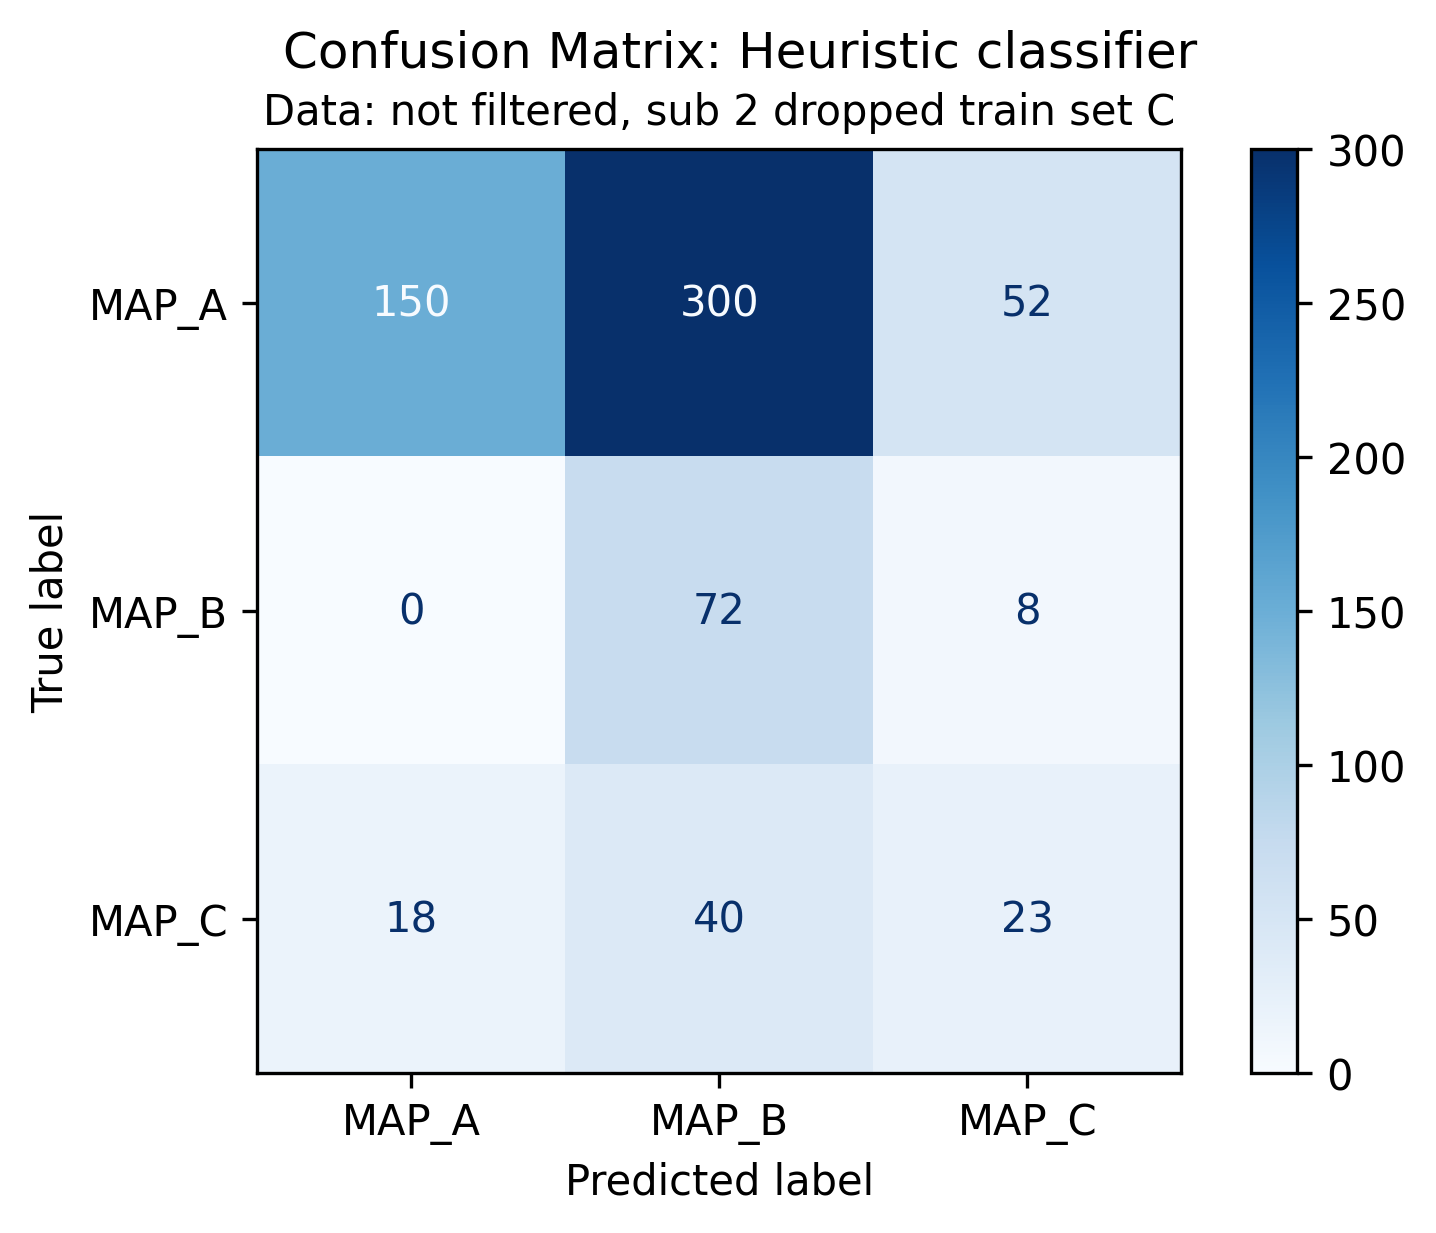 Confusion Matrix: Heuristic classifier
Data: not filtered, sub 2 dropped train set C
True label
MAP_A 150 300 52
MAP_B 0 72 8
MAP_C 18 40 23
MAP_A MAP_B MAP_C
Predicted label
300
250
200
150
100
50
0